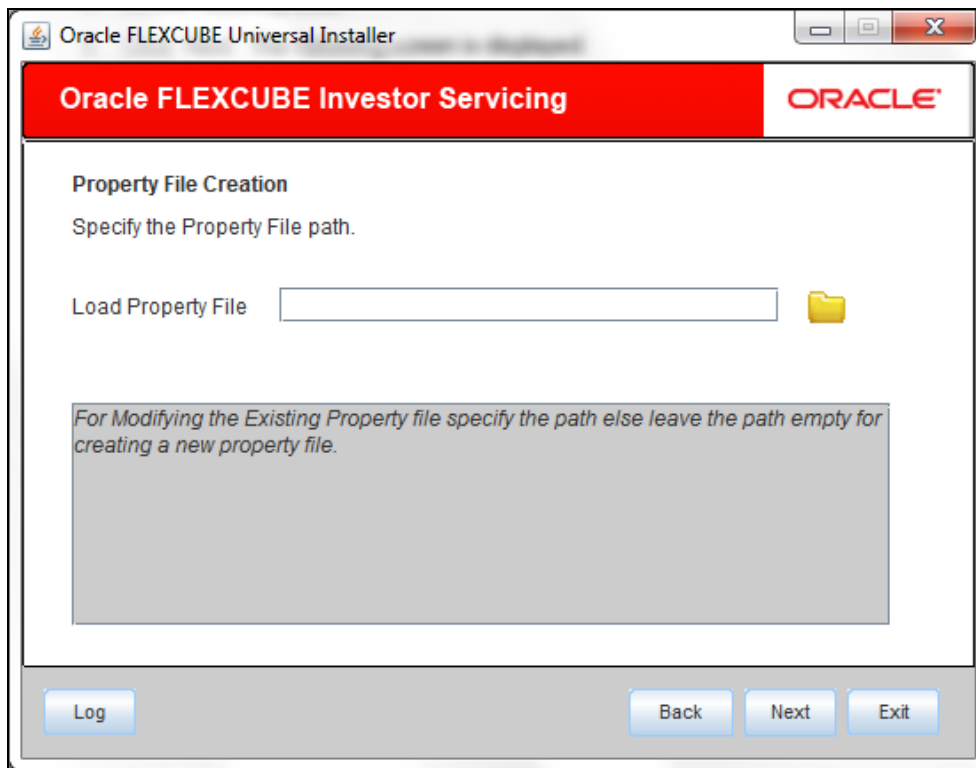 Oracle FLEXCUBE Universal Installer
Oracle FLEXCUBE Investor Servicing
ORACLE
Property File Creation
Specify the Property File path.
Load Property File
For Modifying the Existing Property file specify the path else leave the path empty for
creating a new property file.
Log
Back
Next
Exit